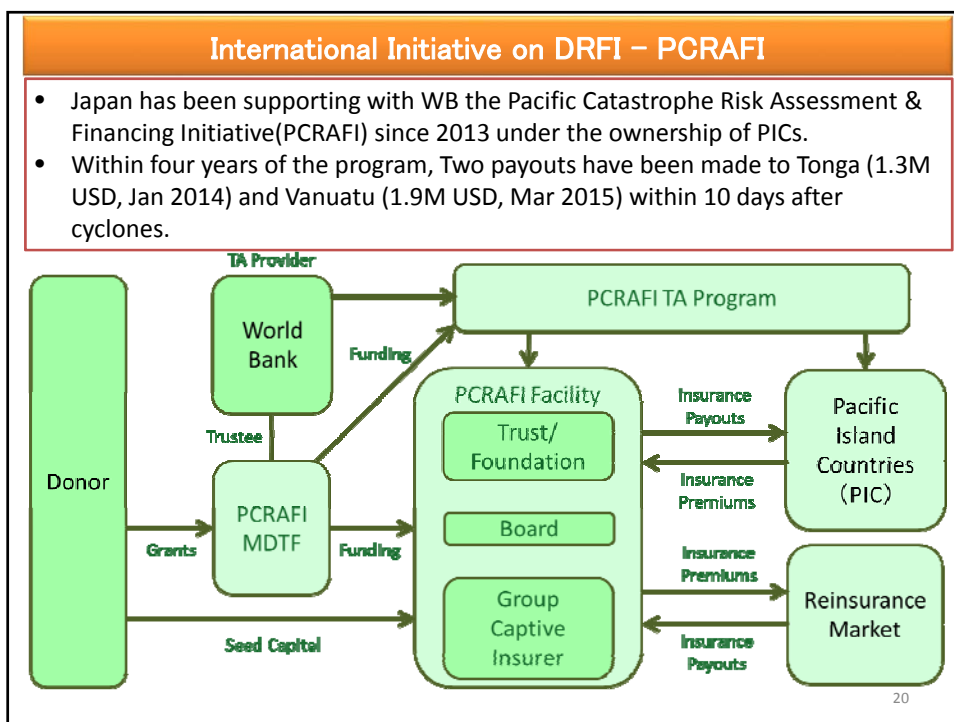 International Initiative on DRFI – PCRAFI
• Japan has been supporting with WB the Pacific Catastrophe Risk Assessment &
Financing Initiative(PCRAFI) since 2013 under the ownership of PICs.
• Within four years of the program, Two payouts have been made to Tonga (1.3M
USD, Jan 2014) and Vanuatu (1.9M USD, Mar 2015) within 10 days after
cyclones.
TA Provider
World
Bank
PCRAFI TA Program
Funding
Trustee
Donor
Grants
PCRAFI
MDTF
Funding
Seed Capital
PCRAFI Facility
Trust/
Foundation
Board
Group
Captive
Insurer
Insurance
Payouts
Insurance
Premiums
Pacific
Island
Countries
(PIC)
Insurance
Premiums
Insurance
Payouts
Reinsurance
Market
20